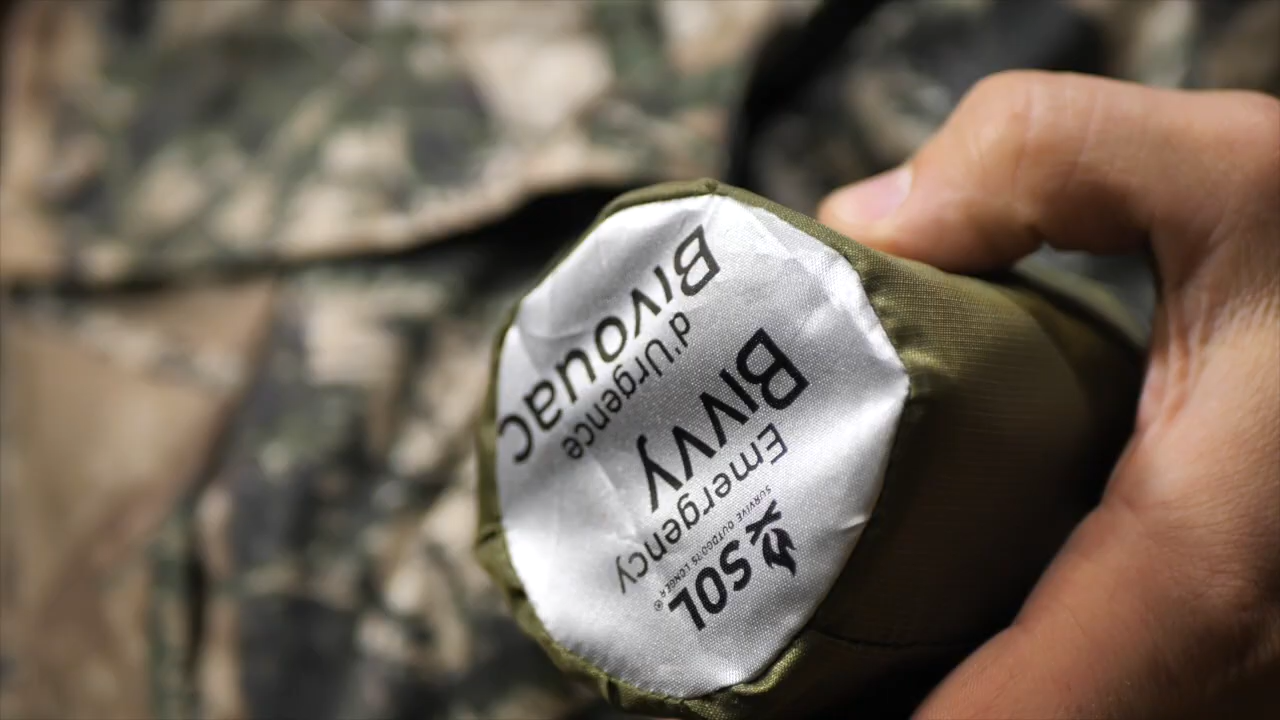 SOL®
SURVIVE OUTDOORS LONGER
Emergency
Bivvy
d'Urgence
Bivouac